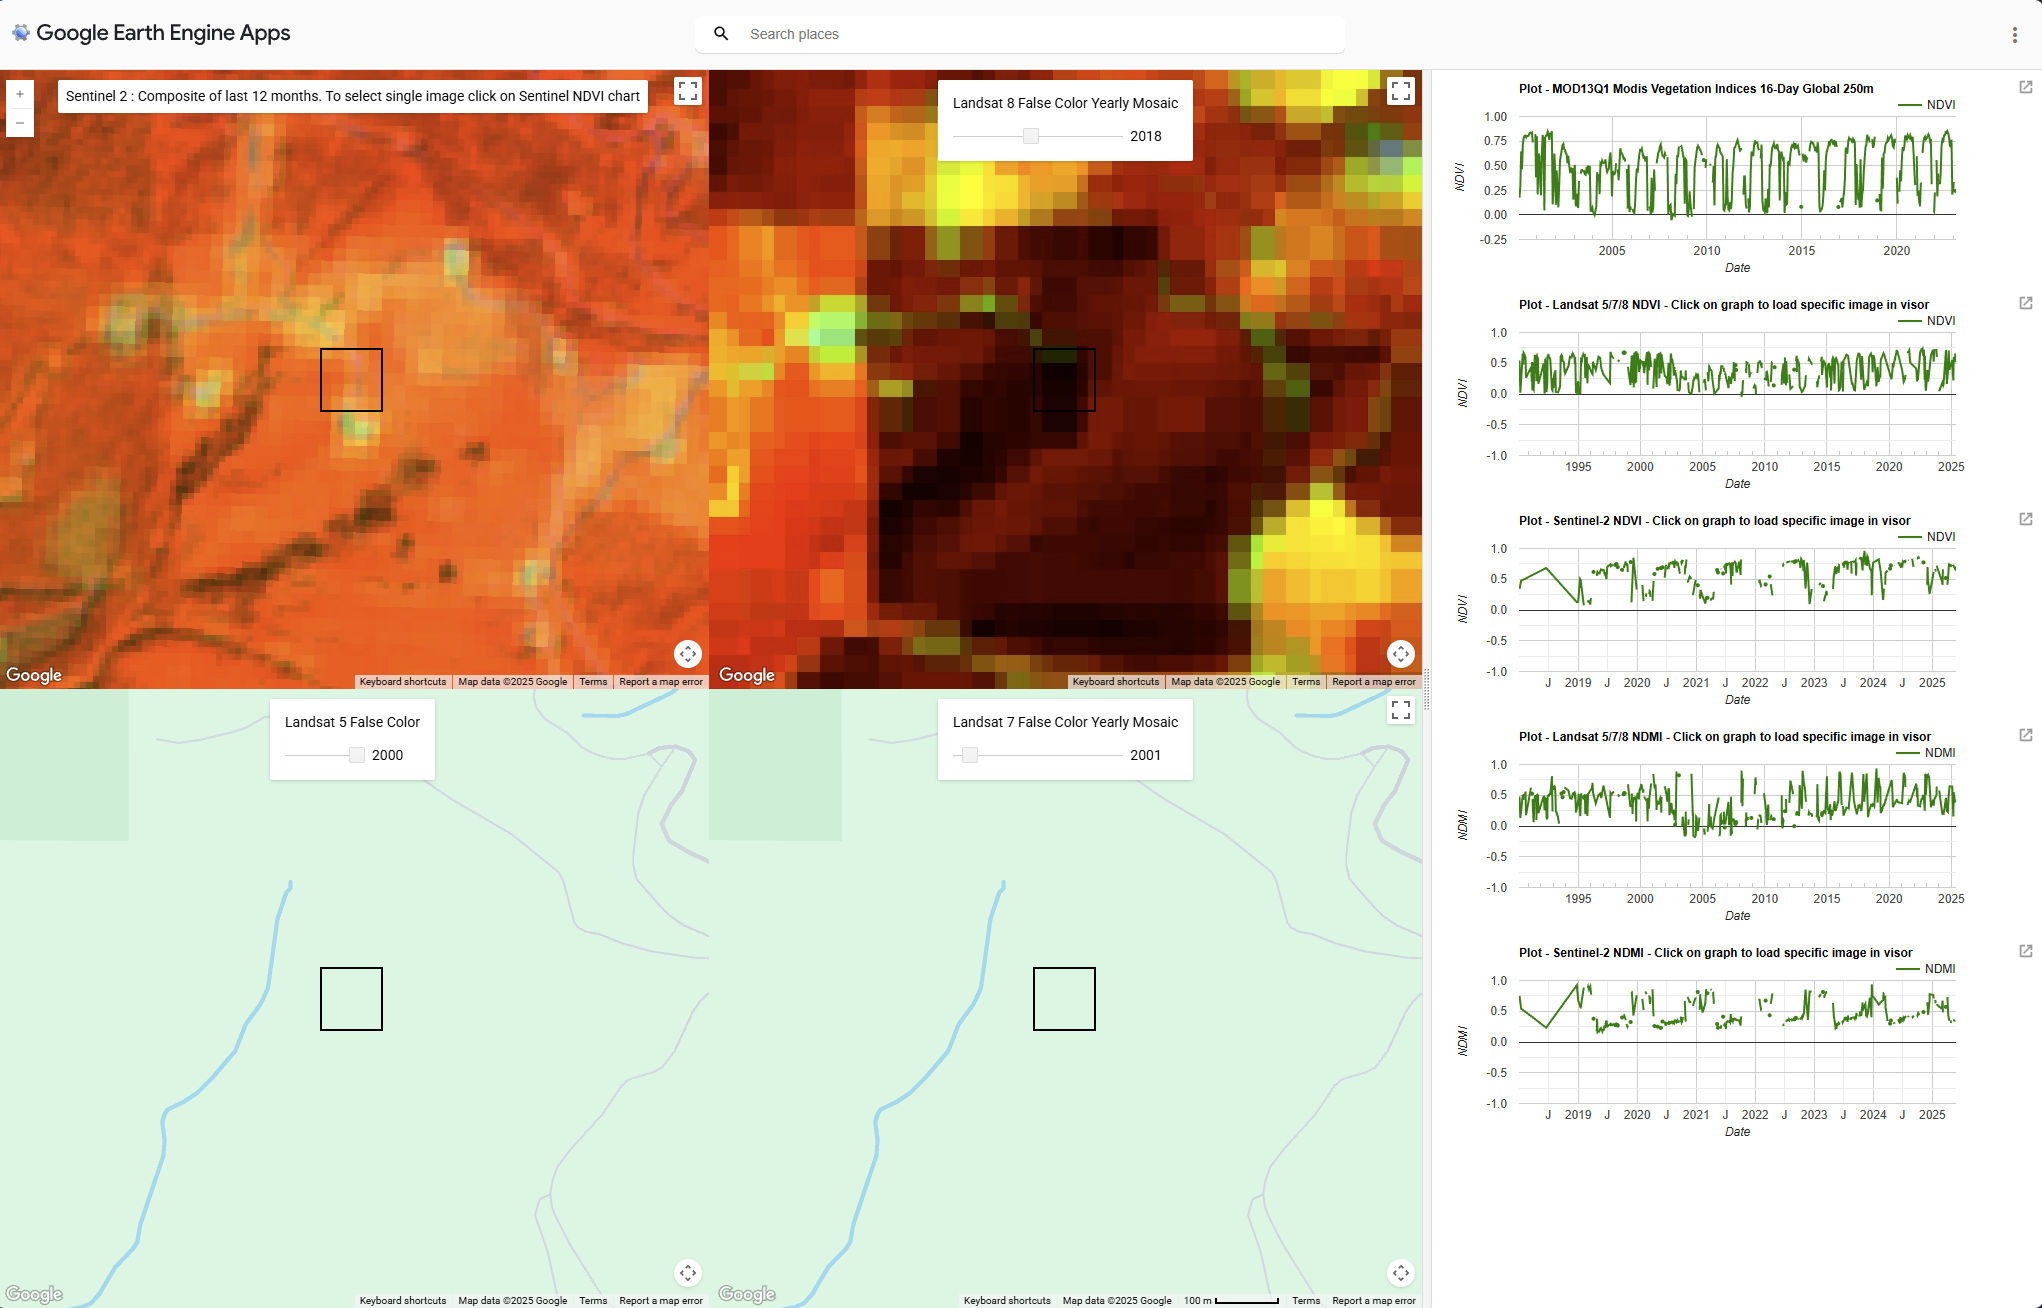 Google Earth Engine Apps
Search places
+
−
Sentinel 2 : Composite of last 12 months. To select single image click on Sentinel NDVI chart
Google
Keyboard shortcuts
Map data ©2025 Google
Terms
Report a map error
Landsat 8 False Color Yearly Mosaic
2018
Google
Keyboard shortcuts
Map data ©2025 Google
Terms
Report a map error
Landsat 5 False Color
2000
Google
Keyboard shortcuts
Map data ©2025 Google
Terms
Report a map error
Landsat 7 False Color Yearly Mosaic
2001
Google
Keyboard shortcuts
Map data ©2025 Google
100 m
Terms
Report a map error
Plot - MOD13Q1 Modis Vegetation Indices 16-Day Global 250m
NDVI
1.00
0.75
0.50
0.25
0.00
-0.25
NDVI
2005 2010 2015 2020
Date
Plot - Landsat 5/7/8 NDVI - Click on graph to load specific image in visor
NDVI
1.0
0.5
0.0
-0.5
-1.0
NDVI
1995 2000 2005 2010 2015 2020 2025
Date
Plot - Sentinel-2 NDVI - Click on graph to load specific image in visor
NDVI
1.0
0.5
0.0
-0.5
-1.0
NDVI
J 2019 J 2020 J 2021 J 2022 J 2023 J 2024 J 2025
Date
Plot - Landsat 5/7/8 NDMI - Click on graph to load specific image in visor
NDMI
1.0
0.5
0.0
-0.5
-1.0
NDMI
1995 2000 2005 2010 2015 2020 2025
Date
Plot - Sentinel-2 NDMI - Click on graph to load specific image in visor
NDMI
1.0
0.5
0.0
-0.5
-1.0
NDMI
J 2019 J 2020 J 2021 J 2022 J 2023 J 2024 J 2025
Date